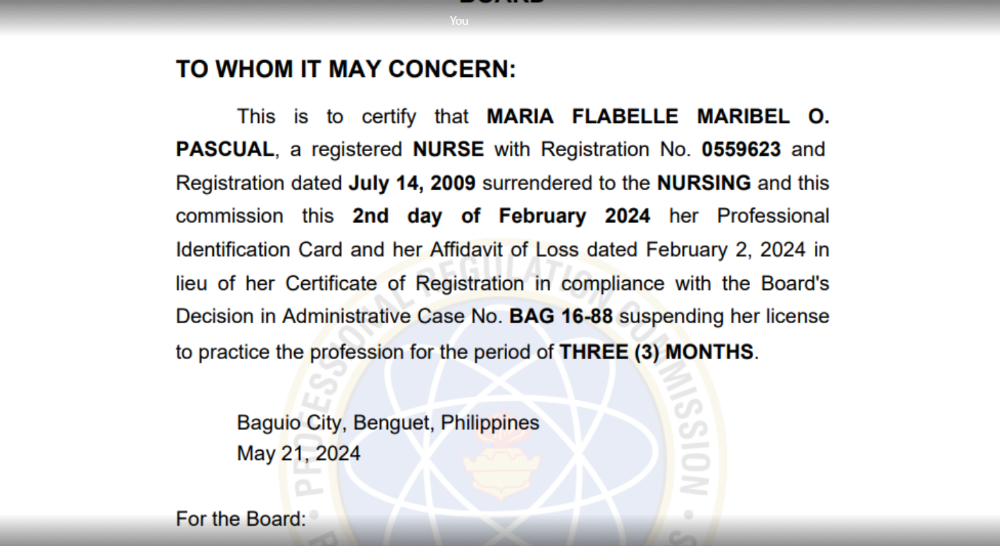 BOARD
You
TO WHOM IT MAY CONCERN:
This is to certify that MARIA FLABELLE MARIBEL O.
PASCUAL, a registered NURSE with Registration No. 0559623 and
Registration dated July 14, 2009 surrendered to the NURSING and this
commission this 2nd day of February 2024 her Professional
Identification Card and her Affidavit of Loss dated February 2, 2024 in
lieu of her Certificate of Registration in compliance with the Board's
Decision in Administrative Case No. BAG 16-88 suspending her license
to practice the profession for the period of THREE (3) MONTHS.
PROFESSIONAL REGULATION COMMISSION
Baguio City, Benguet, Philippines
May 21, 2024
For the Board: